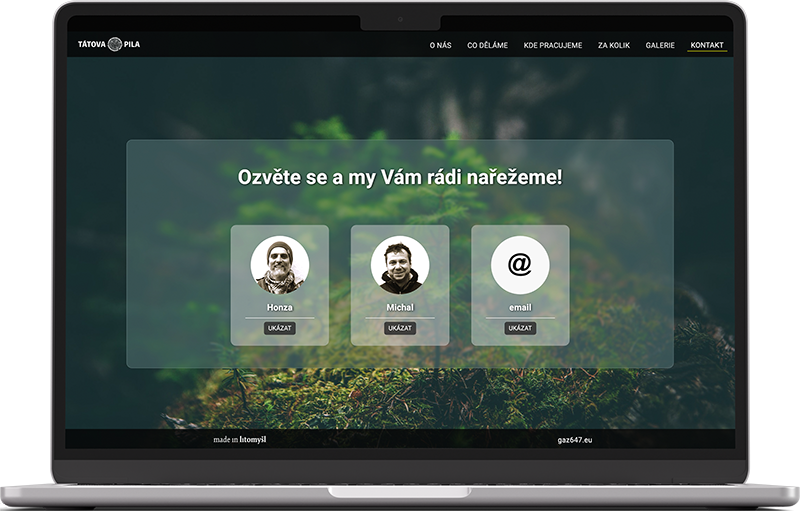 TÁTOVA PILA
O NÁS CO DĚLÁME KDE PRACUJEME ZA KOLIK GALERIE KONTAKT
Ozvěte se a my Vám rádi nařežeme!
Honza Michal @ email
UKÁZAT UKÁZAT UKÁZAT
made in litomyšl gaz647.eu